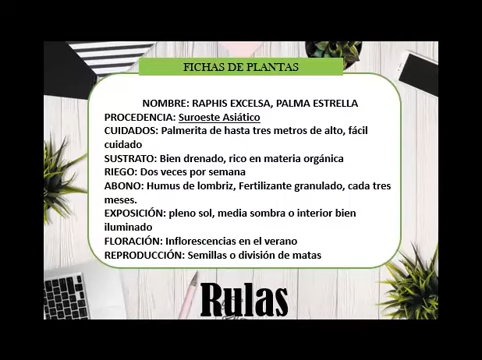 FICHAS DE PLANTAS
NOMBRE: RAPHIS EXCELSA, PALMA ESTRELLA
PROCEDENCIA: Suroeste Asiático
CUIDADOS: Palmerita de hasta tres metros de alto, fácil
cuidado
SUSTRATO: Bien drenado, rico en materia orgánica
RIEGO: Dos veces por semana
ABONO: Humus de lombriz, Fertilizante granulado, cada tres
meses.
EXPOSICIÓN: pleno sol, media sombra o interior bien
iluminado
FLORACIÓN: Inflorescencias en el verano
REPRODUCCIÓN: Semillas o división de matas
Rulas